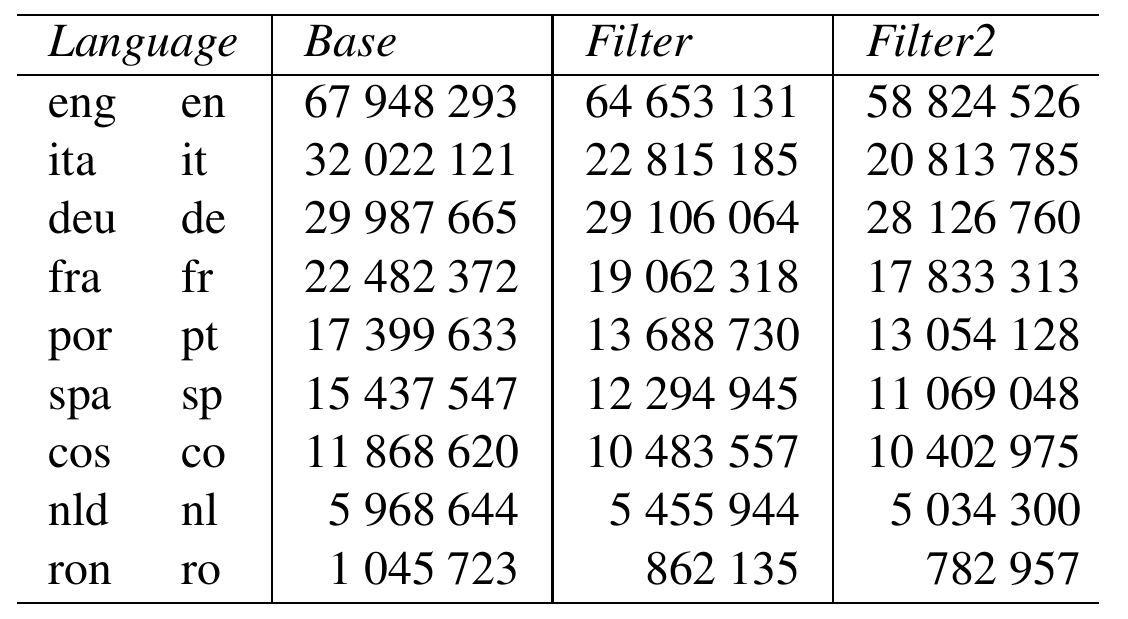 Language Base Filter Filter2
eng en 67 948 293 64 653 131 58 824 526
ita it 32 022 121 22 815 185 20 813 785
deu de 29 987 665 29 106 064 28 126 760
fra fr 22 482 372 19 062 318 17 833 313
por pt 17 399 633 13 688 730 13 054 128
spa sp 15 437 547 12 294 945 11 069 048
cos co 11 868 620 10 483 557 10 402 975
nld nl 5 968 644 5 455 944 5 034 300
ron ro 1 045 723 862 135 782 957